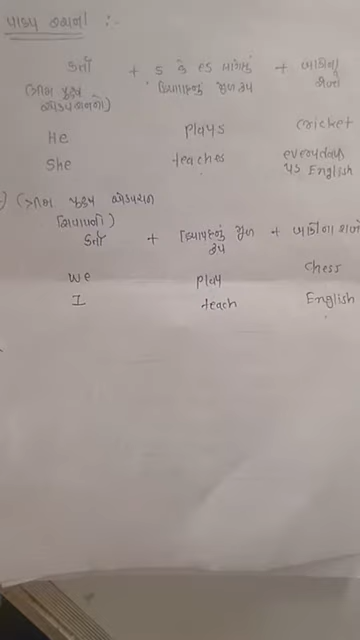 વાક્ય રચના :-
કર્તા + s કે es લાગેલું + બાકીના
(ત્રીજો પુરુષ ક્રિયાપદનું મૂળ રૂપ શબ્દો
એકવચનનો)
He plays cricket
She teaches everyday
us English
) (ત્રીજા પુરુષ એકવચન
સિવાયની)
કર્તા + ક્રિયાપદનું મૂળ + બાકીના શબ્દો
રૂપ
We play chess
I teach English